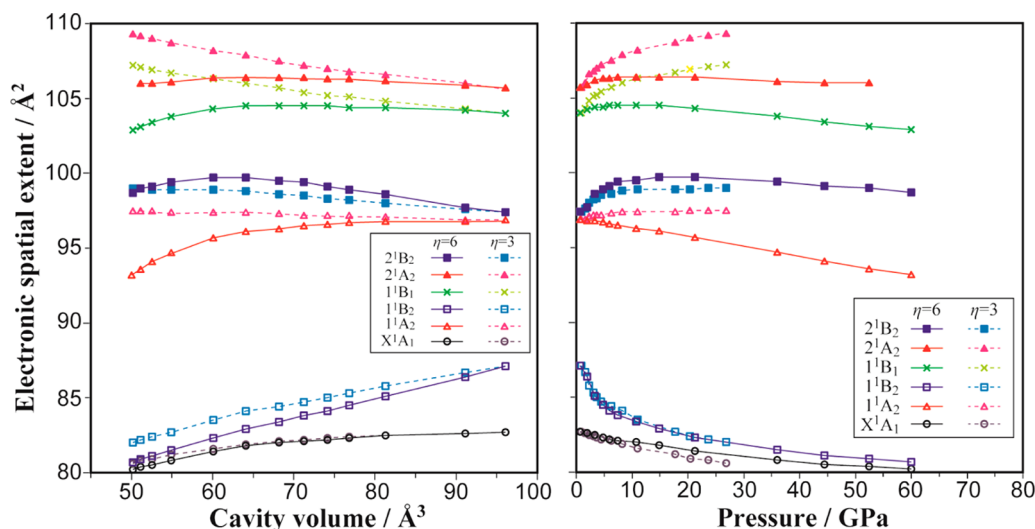 Electronic spatial extent / Å²
110
105
100
95
90
85
80
50 60 70 80 90 100
Cavity volume / Å³
η=6 η=3
2¹B₂
2¹A₂
1¹B₁
1¹B₂
1¹A₂
X¹A₁
0 10 20 30 40 50 60 70 80
Pressure / GPa
η=6 η=3
2¹B₂
2¹A₂
1¹B₁
1¹B₂
1¹A₂
X¹A₁